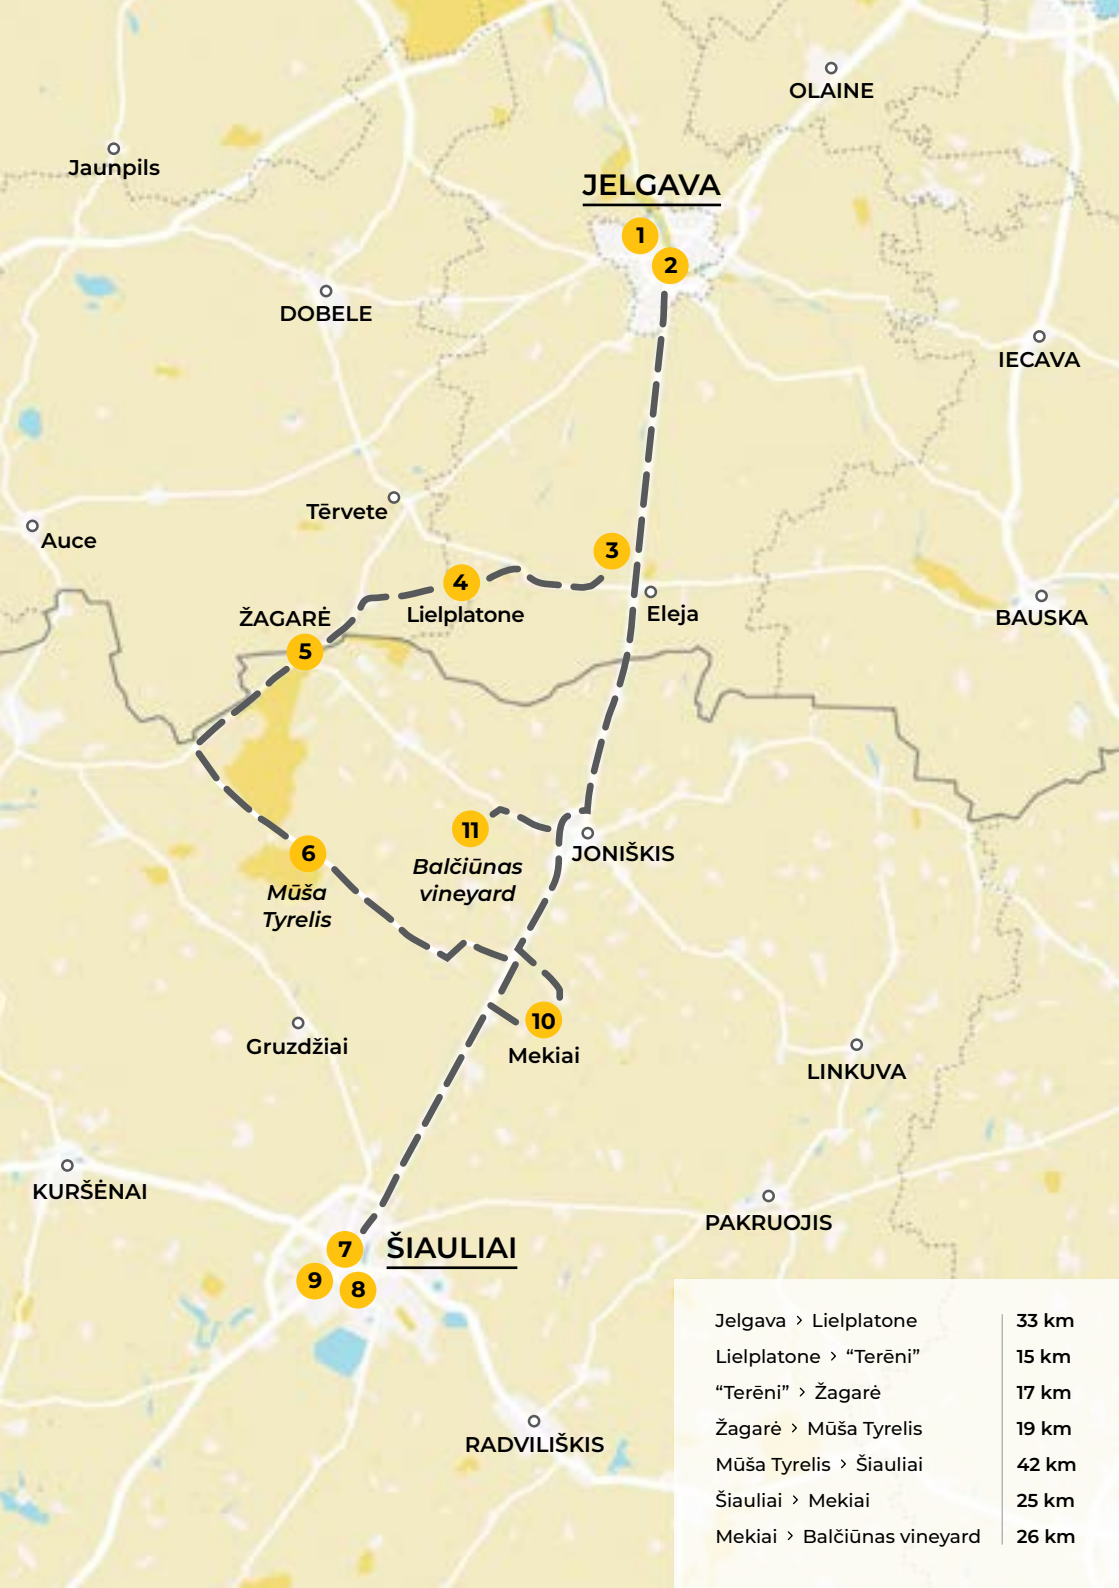 OLAINE
Jaunpils
JELGAVA
1
2
DOBELE
IECAVA
Tērvete
Auce
3
4
Lielplatone
Eleja
BAUSKA
ŽAGARĖ
5
11
Balčiūnas
vineyard
JONIŠKIS
6
Mūša
Tyrelis
10
Mekiai
Gruzdžiai
LINKUVA
KURŠĖNAI
PAKRUOJIS
7
ŠIAULIAI
9
8
RADVILIŠKIS
Jelgava › Lielplatone 33 km
Lielplatone › “Terēni” 15 km
“Terēni” › Žagarė 17 km
Žagarė › Mūša Tyrelis 19 km
Mūša Tyrelis › Šiauliai 42 km
Šiauliai › Mekiai 25 km
Mekiai › Balčiūnas vineyard 26 km